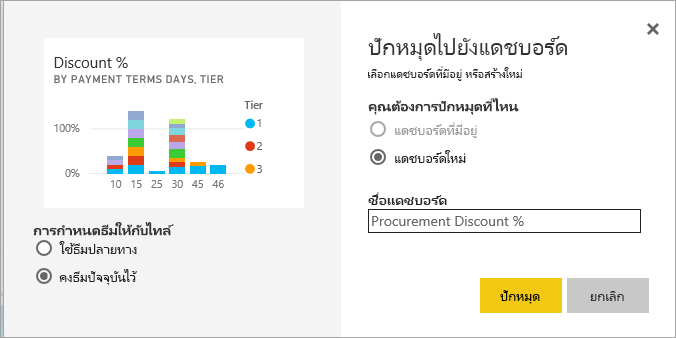 Discount %
BY PAYMENT TERMS DAYS, TIER
100%
0%
10 15 25 30 45 46
Tier
1
2
3
การกำหนดธีมให้กับไทล์
ใช้ธีมปลายทาง
คงธีมปัจจุบันไว้
ปักหมุดไปยังแดชบอร์ด
เลือกแดชบอร์ดที่มีอยู่ หรือสร้างใหม่
คุณต้องการปักหมุดที่ไหน
แดชบอร์ดที่มีอยู่
แดชบอร์ดใหม่
ชื่อแดชบอร์ด
Procurement Discount %
ปักหมุด
ยกเลิก